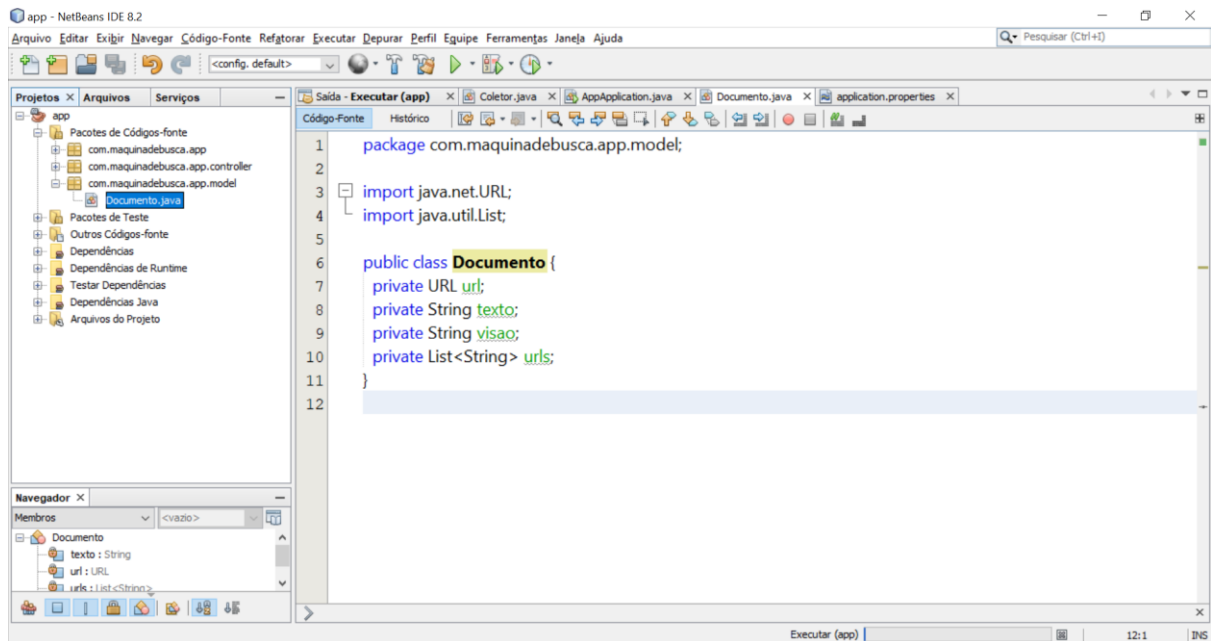 app - NetBeans IDE 8.2
Arquivo Editar Exibir Navegar Código-Fonte Refatorar Executar Depurar Perfil Equipe Ferramentas Janela Ajuda
Pesquisar (Ctrl+I)
<config. default>
Projetos Arquivos Serviços
Saída - Executar (app) Coletor.java AppApplication.java Documento.java application.properties
Código-Fonte Histórico
app
Pacotes de Códigos-fonte
com.maquinadebusca.app
com.maquinadebusca.app.controller
com.maquinadebusca.app.model
Documento.java
Pacotes de Teste
Outros Códigos-fonte
Dependências
Dependências de Runtime
Testar Dependências
Dependências Java
Arquivos do Projeto
1 package com.maquinadebusca.app.model;
2
3 import java.net.URL;
4 import java.util.List;
5
6 public class Documento {
7 private URL url;
8 private String texto;
9 private String visao;
10 private List<String> urls;
11 }
12
Navegador
Membros <vazio>
Documento
texto : String
url : URL
urls : List<String>
Executar (app) 12:1 INS